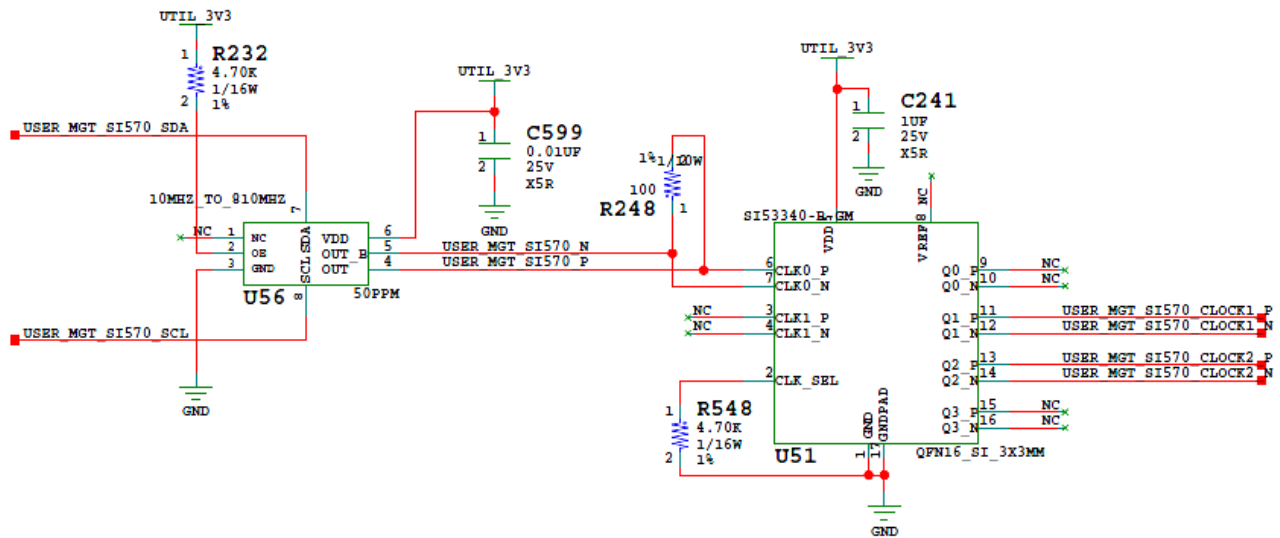 UTIL_3V3
1
R232
4.70K
1/16W
1%
2
USER_MGT_SI570_SDA
UTIL_3V3
1
C599
0.01UF
25V
X5R
2
GND
10MHZ_TO_810MHZ
7
NC
1
NC
SDA
VDD
6
2
OE
OUT_B
5
USER_MGT_SI570_N
3
GND
SCL
OUT
4
USER_MGT_SI570_P
U56
8
50PPM
USER_MGT_SI570_SCL
GND
1%
1/10W
2
100
R248
1
UTIL_3V3
1
C241
1UF
25V
X5R
2
GND
NC
VDD
VREF
8
6
CLK0_P
7
CLK0_N
NC
3
CLK1_P
NC
4
CLK1_N
2
CLK_SEL
1
R548
4.70K
1/16W
1%
2
Q0_P
9
NC
Q0_N
10
NC
Q1_P
11
USER_MGT_SI570_CLOCK1_P
Q1_N
12
USER_MGT_SI570_CLOCK1_N
Q2_P
13
USER_MGT_SI570_CLOCK2_P
Q2_N
14
USER_MGT_SI570_CLOCK2_N
Q3_P
15
NC
Q3_N
16
NC
GND
GNDPAD
1
17
U51
QFN16_SI_3X3MM
GND